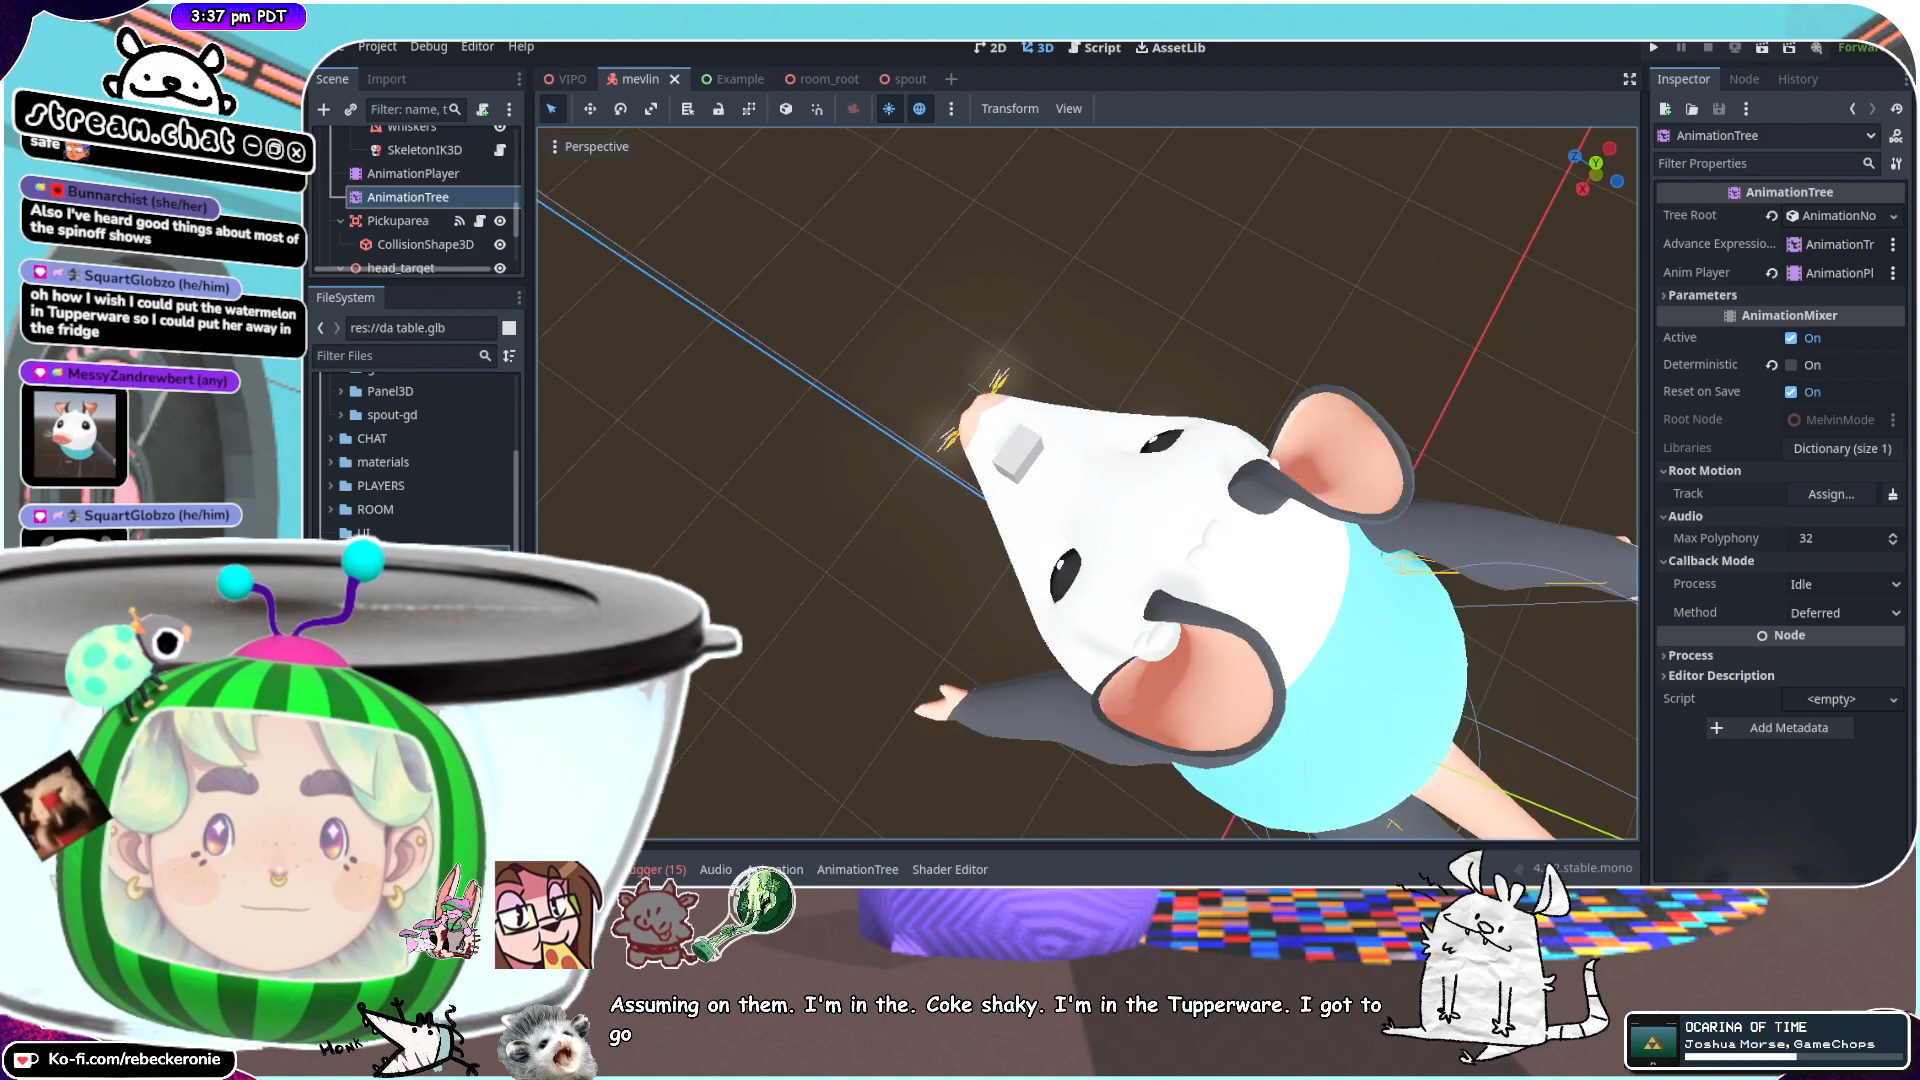 3:37 pm PDT
stream.chat
safe
Bunnarchist (she/her)
Also I've heard good things about most of
the spinoff shows
SquartGlobzo (he/him)
oh how I wish I could put the watermelon
in Tupperware so I could put her away in
the fridge
MessyZandrewbert (any)
SquartGlobzo (he/him)
Project Debug Editor Help
2D 3D Script AssetLib
Scene Import
Filter: name, t
whiskers
SkeletonIK3D
AnimationPlayer
AnimationTree
Pickuparea
CollisionShape3D
head_target
FileSystem
res://da table.glb
Filter Files
Panel3D
spout-gd
CHAT
materials
PLAYERS
ROOM
UI
VIPO mevlin Example room_root spout
Transform View
Perspective
Z
Y
X
Inspector Node History
AnimationTree
Filter Properties
AnimationTree
Tree Root AnimationNo
Advance Expressio... AnimationTr
Anim Player AnimationPl
Parameters
AnimationMixer
Active On
Deterministic On
Reset on Save On
Root Node MelvinMode
Libraries Dictionary (size 1)
Root Motion
Track Assign...
Audio
Max Polyphony 32
Callback Mode
Process Idle
Method Deferred
Node
Process
Editor Description
Script <empty>
Add Metadata
(15) Audio AnimationTree Shader Editor
stable.mono
Assuming on them. I'm in the. Coke shaky. I'm in the Tupperware. I got to
go
HONK
Ko-fi.com/rebeckeronie
OCARINA OF TIME
Joshua Morse, GameChops